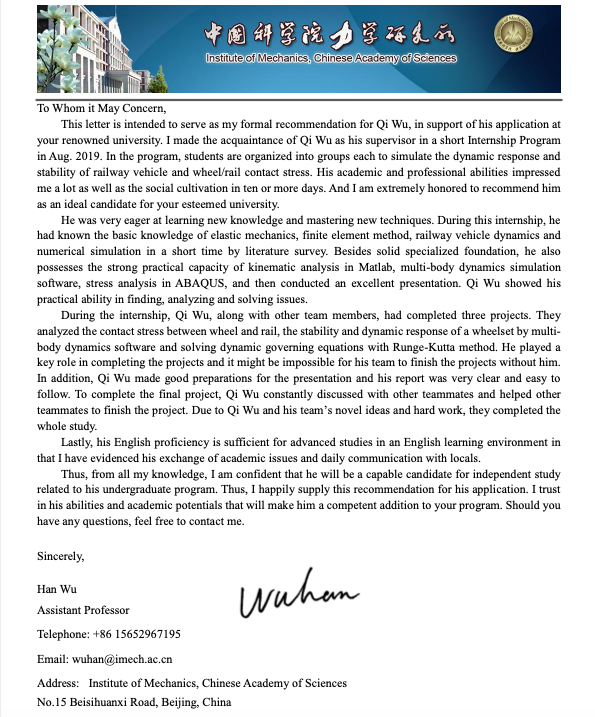 中国科学院力学研究所
Institute of Mechanics, Chinese Academy of Sciences
To Whom it May Concern,
This letter is intended to serve as my formal recommendation for Qi Wu, in support of his application at
your renowned university. I made the acquaintance of Qi Wu as his supervisor in a short Internship Program
in Aug. 2019. In the program, students are organized into groups each to simulate the dynamic response and
stability of railway vehicle and wheel/rail contact stress. His academic and professional abilities impressed
me a lot as well as the social cultivation in ten or more days. And I am extremely honored to recommend him
as an ideal candidate for your esteemed university.
He was very eager at learning new knowledge and mastering new techniques. During this internship, he
had known the basic knowledge of elastic mechanics, finite element method, railway vehicle dynamics and
numerical simulation in a short time by literature survey. Besides solid specialized foundation, he also
possesses the strong practical capacity of kinematic analysis in Matlab, multi-body dynamics simulation
software, stress analysis in ABAQUS, and then conducted an excellent presentation. Qi Wu showed his
practical ability in finding, analyzing and solving issues.
During the internship, Qi Wu, along with other team members, had completed three projects. They
analyzed the contact stress between wheel and rail, the stability and dynamic response of a wheelset by multi-
body dynamics software and solving dynamic governing equations with Runge-Kutta method. He played a
key role in completing the projects and it might be impossible for his team to finish the projects without him.
In addition, Qi Wu made good preparations for the presentation and his report was very clear and easy to
follow. To complete the final project, Qi Wu constantly discussed with other teammates and helped other
teammates to finish the project. Due to Qi Wu and his team's novel ideas and hard work, they completed the
whole study.
Lastly, his English proficiency is sufficient for advanced studies in an English learning environment in
that I have evidenced his exchange of academic issues and daily communication with locals.
Thus, from all my knowledge, I am confident that he will be a capable candidate for independent study
related to his undergraduate program. Thus, I happily supply this recommendation for his application. I trust
in his abilities and academic potentials that will make him a competent addition to your program. Should you
have any questions, feel free to contact me.
Sincerely,
Han Wu
wuhan
Assistant Professor
Telephone: +86 15652967195
Email: wuhan@imech.ac.cn
Address: Institute of Mechanics, Chinese Academy of Sciences
No.15 Beisihuanxi Road, Beijing, China